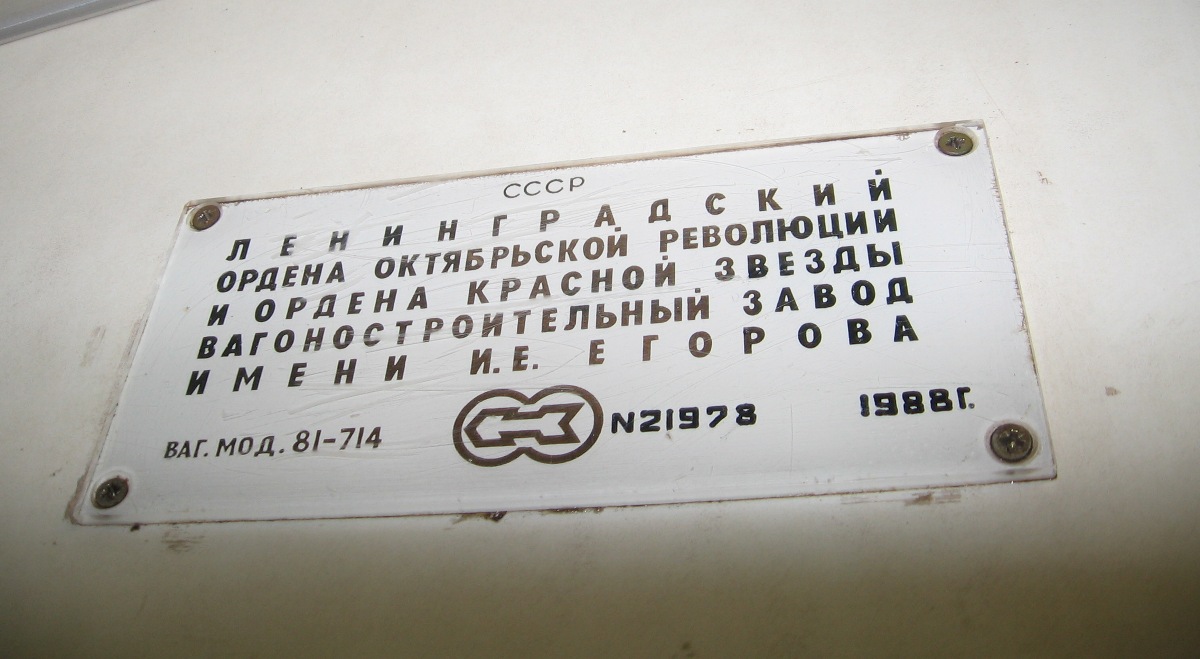 СССР
ЛЕНИНГРАДСКИЙ
ОРДЕНА ОКТЯБРЬСКОЙ РЕВОЛЮЦИИ
И ОРДЕНА КРАСНОЙ ЗВЕЗДЫ
ВАГОНОСТРОИТЕЛЬНЫЙ ЗАВОД
ИМЕНИ И.Е. ЕГОРОВА
ВАГ. МОД. 81-714 N21978 1988Г.